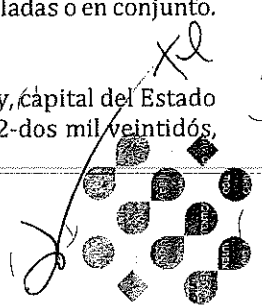 ladas o en conjunto.
y, capital del Estado
2-dos mil veintidós,